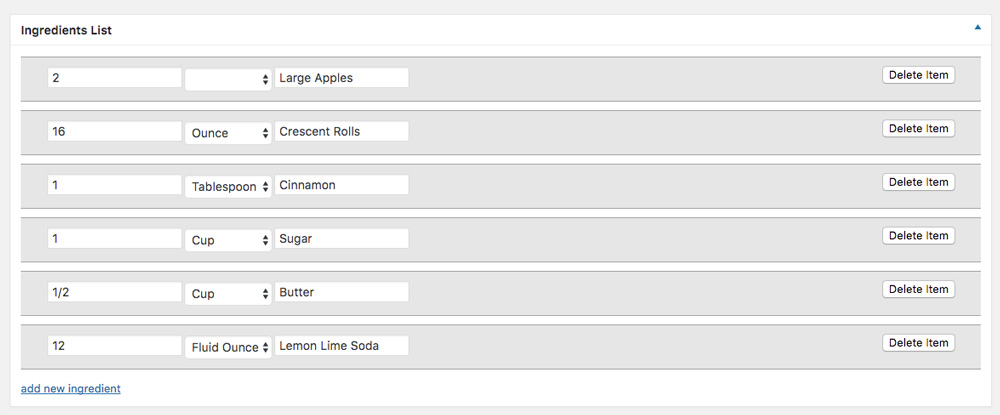 Ingredients List
2 Large Apples Delete Item
16 Ounce Crescent Rolls Delete Item
1 Tablespoon Cinnamon Delete Item
1 Cup Sugar Delete Item
1/2 Cup Butter Delete Item
12 Fluid Ounce Lemon Lime Soda Delete Item
add new ingredient